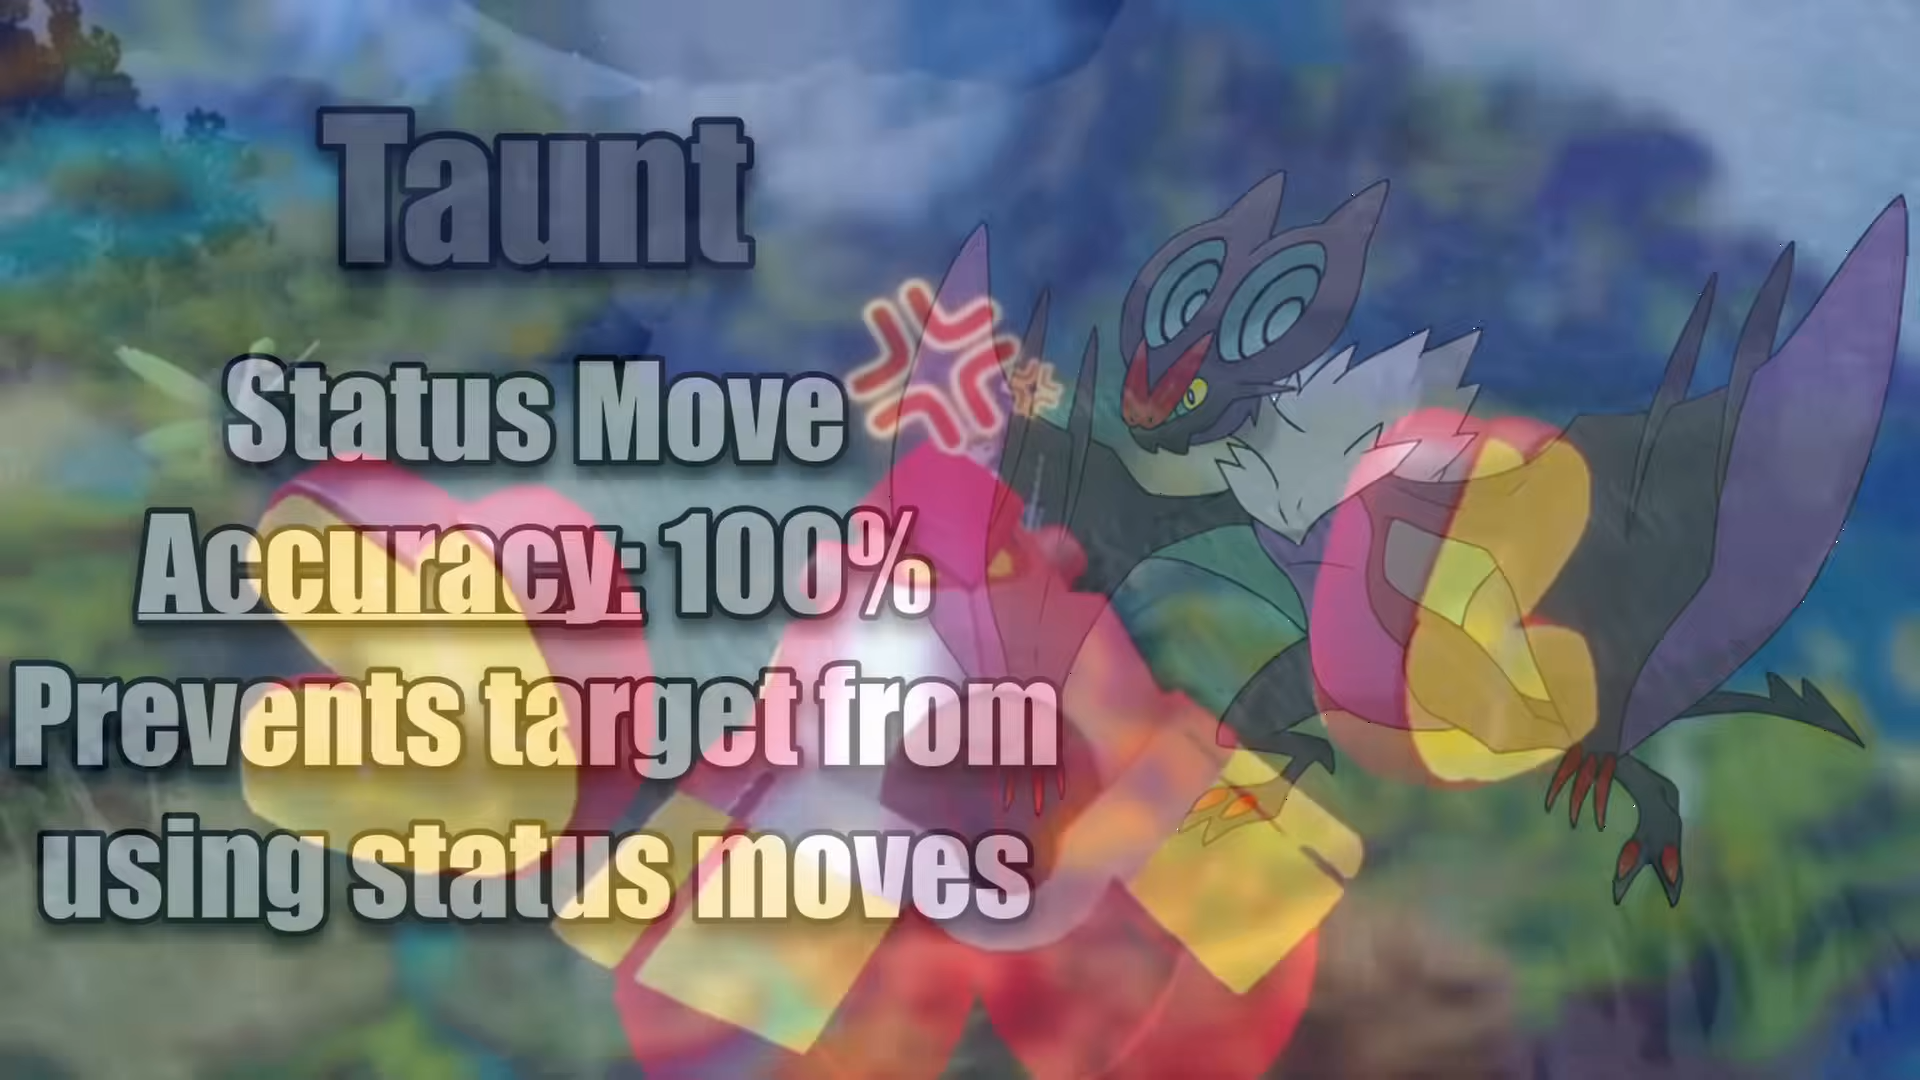 Taunt
Status Move
Accuracy: 100%
Prevents target from
using status moves